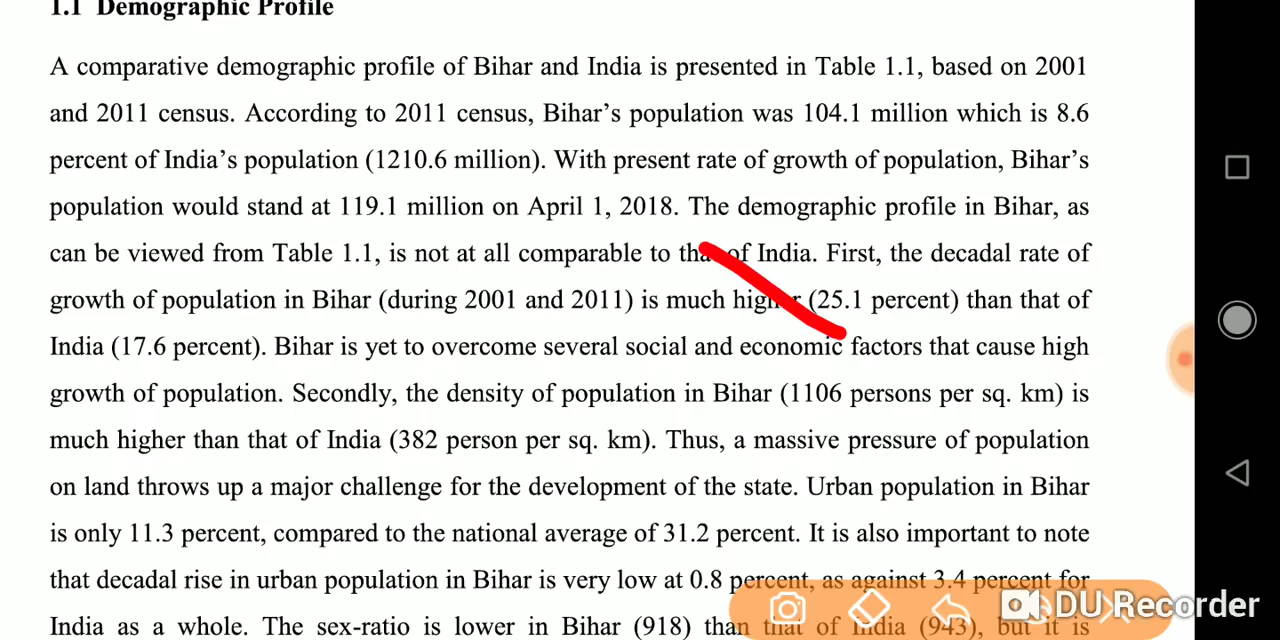 1.1 Demographic Profile
A comparative demographic profile of Bihar and India is presented in Table 1.1, based on 2001
and 2011 census. According to 2011 census, Bihar’s population was 104.1 million which is 8.6
percent of India’s population (1210.6 million). With present rate of growth of population, Bihar’s
population would stand at 119.1 million on April 1, 2018. The demographic profile in Bihar, as
can be viewed from Table 1.1, is not at all comparable to that of India. First, the decadal rate of
growth of population in Bihar (during 2001 and 2011) is much higher (25.1 percent) than that of
India (17.6 percent). Bihar is yet to overcome several social and economic factors that cause high
growth of population. Secondly, the density of population in Bihar (1106 persons per sq. km) is
much higher than that of India (382 person per sq. km). Thus, a massive pressure of population
on land throws up a major challenge for the development of the state. Urban population in Bihar
is only 11.3 percent, compared to the national average of 31.2 percent. It is also important to note
that decadal rise in urban population in Bihar is very low at 0.8 percent, as against 3.4 percent for
India as a whole. The sex-ratio is lower in Bihar (918) than that of India (943), but it is
DU Recorder